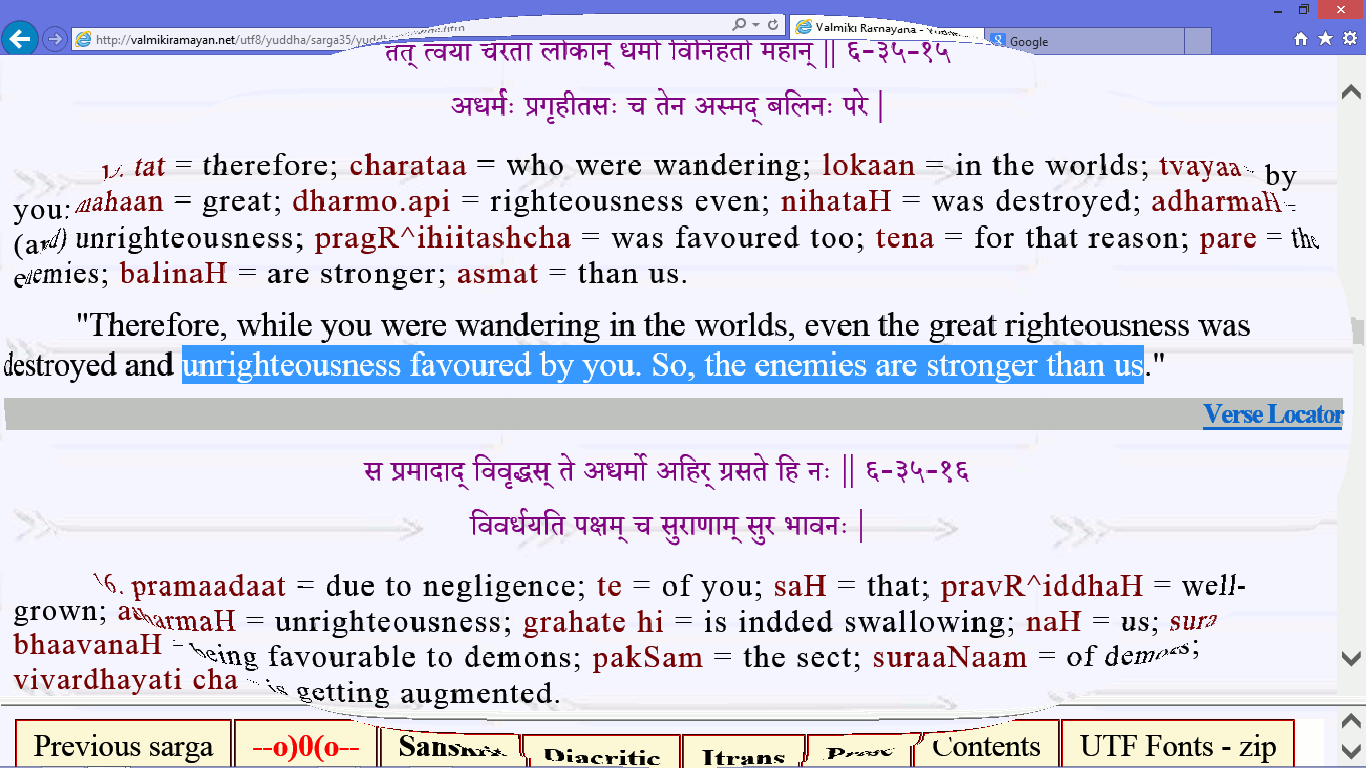 http://valmikiramayan.net/utf8/yuddha/sarga35/
Valmiki Ramayana -
Google
तत् त्वया चरता लोकान् धर्मो विनिहतो महान् || ६-३५-१५
अधर्मः प्रगृहीतसः च तेन अस्मद् बलिनः परे |
tat = therefore; charataa = who were wandering; lokaan = in the worlds; tvayaa - by
you: mahaan = great; dharmo.api = righteousness even; nihataH = was destroyed; adharmaH -
(and) unrighteousness; pragR^ihiitashcha = was favoured too; tena = for that reason; pare = the
enemies; balinaH = are stronger; asmat = than us.
"Therefore, while you were wandering in the worlds, even the great righteousness was
destroyed and unrighteousness favoured by you. So, the enemies are stronger than us."
Verse Locator
स प्रमादाद् विवृद्धस् ते अधर्मो अहिर् ग्रसते हि नः || ६-३५-१६
विवर्धयति पक्षम् च सुराणाम् सुर भावनः |
16. pramaadaat = due to negligence; te = of you; saH = that; pravR^iddhaH = well-
grown; adharmaH = unrighteousness; grahate hi = is indded swallowing; naH = us; sura
bhaavanaH - being favourable to demons; pakSam = the sect; suraaNaam = of demons;
vivardhayati cha - is getting augmented.
Previous sarga
--o)0(o--
Sanskrit
Diacritic
Itrans
Prose
Contents
UTF Fonts - zip